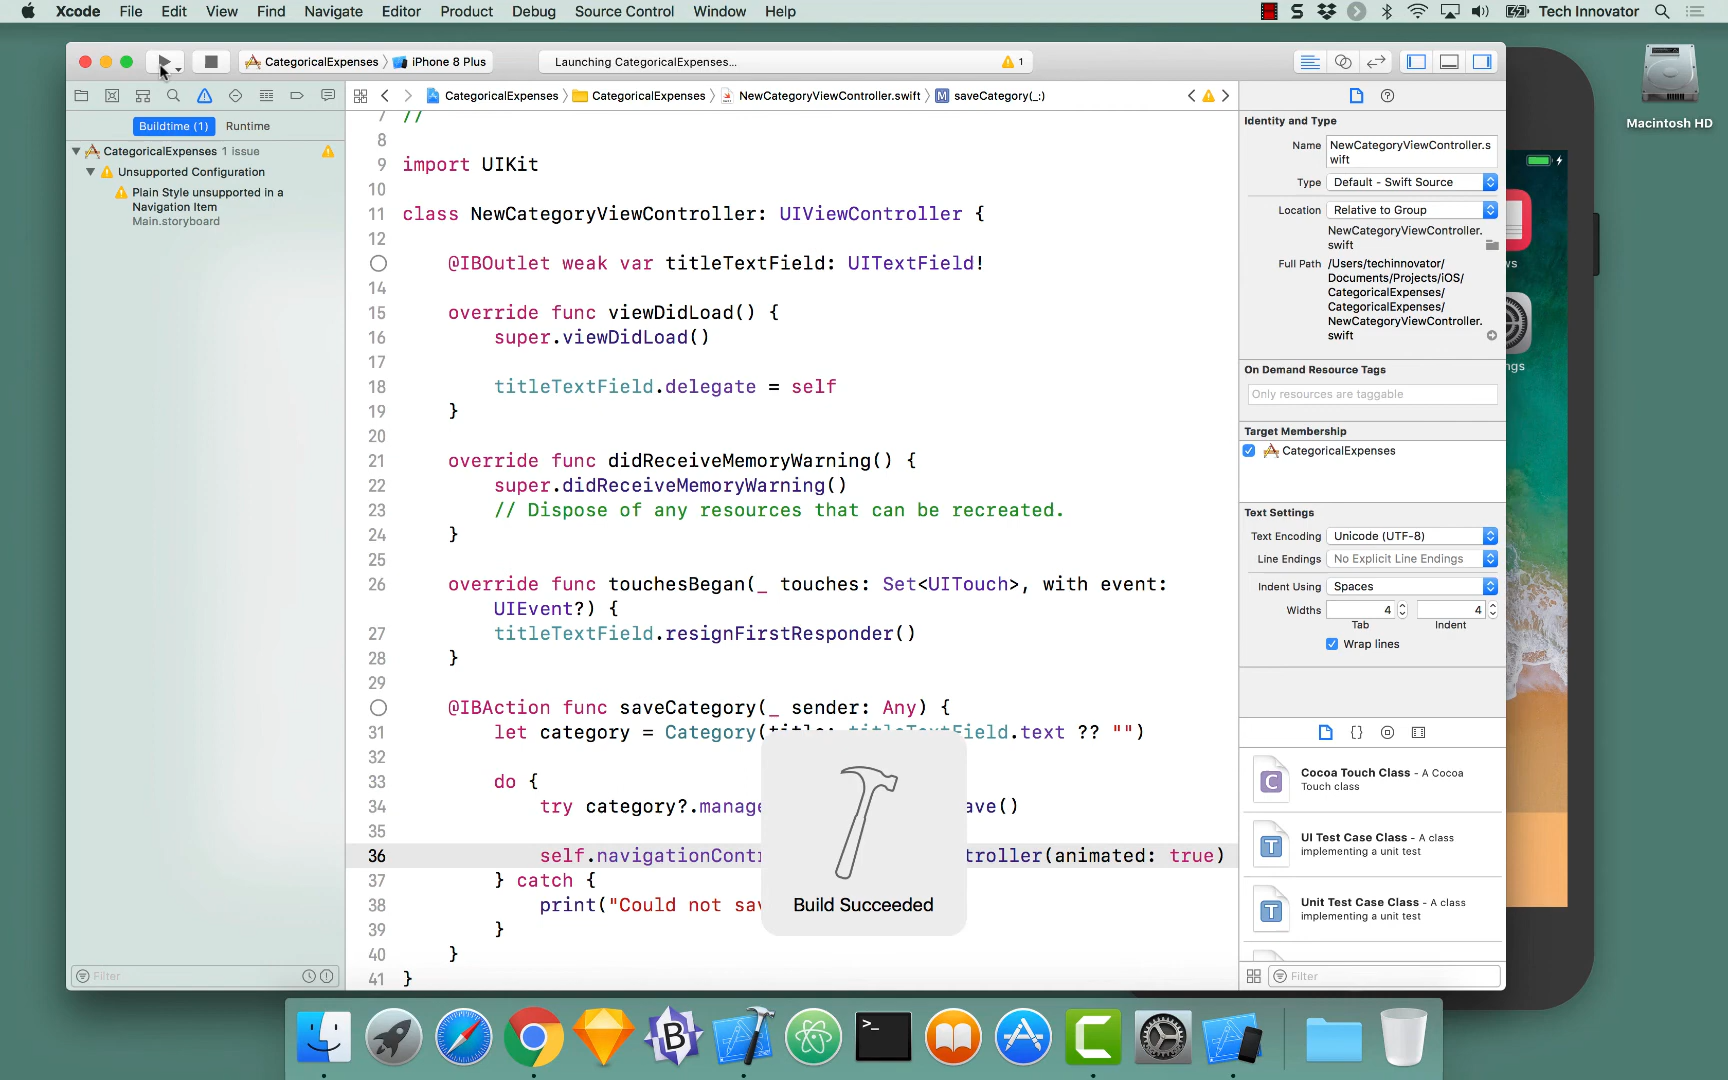 Xcode File Edit View Find Navigate Editor Product Debug Source Control Window Help Tech Innovator
CategoricalExpenses iPhone 8 Plus Launching CategoricalExpenses... 1
CategoricalExpenses CategoricalExpenses NewCategoryViewController.swift M saveCategory(_:)
Buildtime (1) Runtime
CategoricalExpenses 1 issue
Unsupported Configuration
Plain Style unsupported in a
Navigation Item
Main.storyboard
Filter
7 //
8
9 import UIKit
10
11 class NewCategoryViewController: UIViewController {
12
@IBOutlet weak var titleTextField: UITextField!
14
15 override func viewDidLoad() {
16 super.viewDidLoad()
17
18 titleTextField.delegate = self
19 }
20
21 override func didReceiveMemoryWarning() {
22 super.didReceiveMemoryWarning()
23 // Dispose of any resources that can be recreated.
24 }
25
26 override func touchesBegan(_ touches: Set<UITouch>, with event:
UIEvent?) {
27 titleTextField.resignFirstResponder()
28 }
29
@IBAction func saveCategory(_ sender: Any) {
31 let category = Category(title: titleTextField.text ?? "")
32
33 do {
34 try category?.manage ave()
35
36 self.navigationContr troller(animated: true)
37 } catch {
38 print("Could not sav
39 }
40 }
41 }
Build Succeeded
Identity and Type
Name NewCategoryViewController.s
wift
Type Default - Swift Source
Location Relative to Group
NewCategoryViewController.
swift
Full Path /Users/techinnovator/
Documents/Projects/iOS/
CategoricalExpenses/
CategoricalExpenses/
NewCategoryViewController.
swift
On Demand Resource Tags
Only resources are taggable
Target Membership
CategoricalExpenses
Text Settings
Text Encoding Unicode (UTF-8)
Line Endings No Explicit Line Endings
Indent Using Spaces
Widths 4 4
Tab Indent
Wrap lines
{}
C
Cocoa Touch Class - A Cocoa
Touch class
T
UI Test Case Class - A class
implementing a unit test
T
Unit Test Case Class - A class
implementing a unit test
Filter
Macintosh HD
ws
ngs